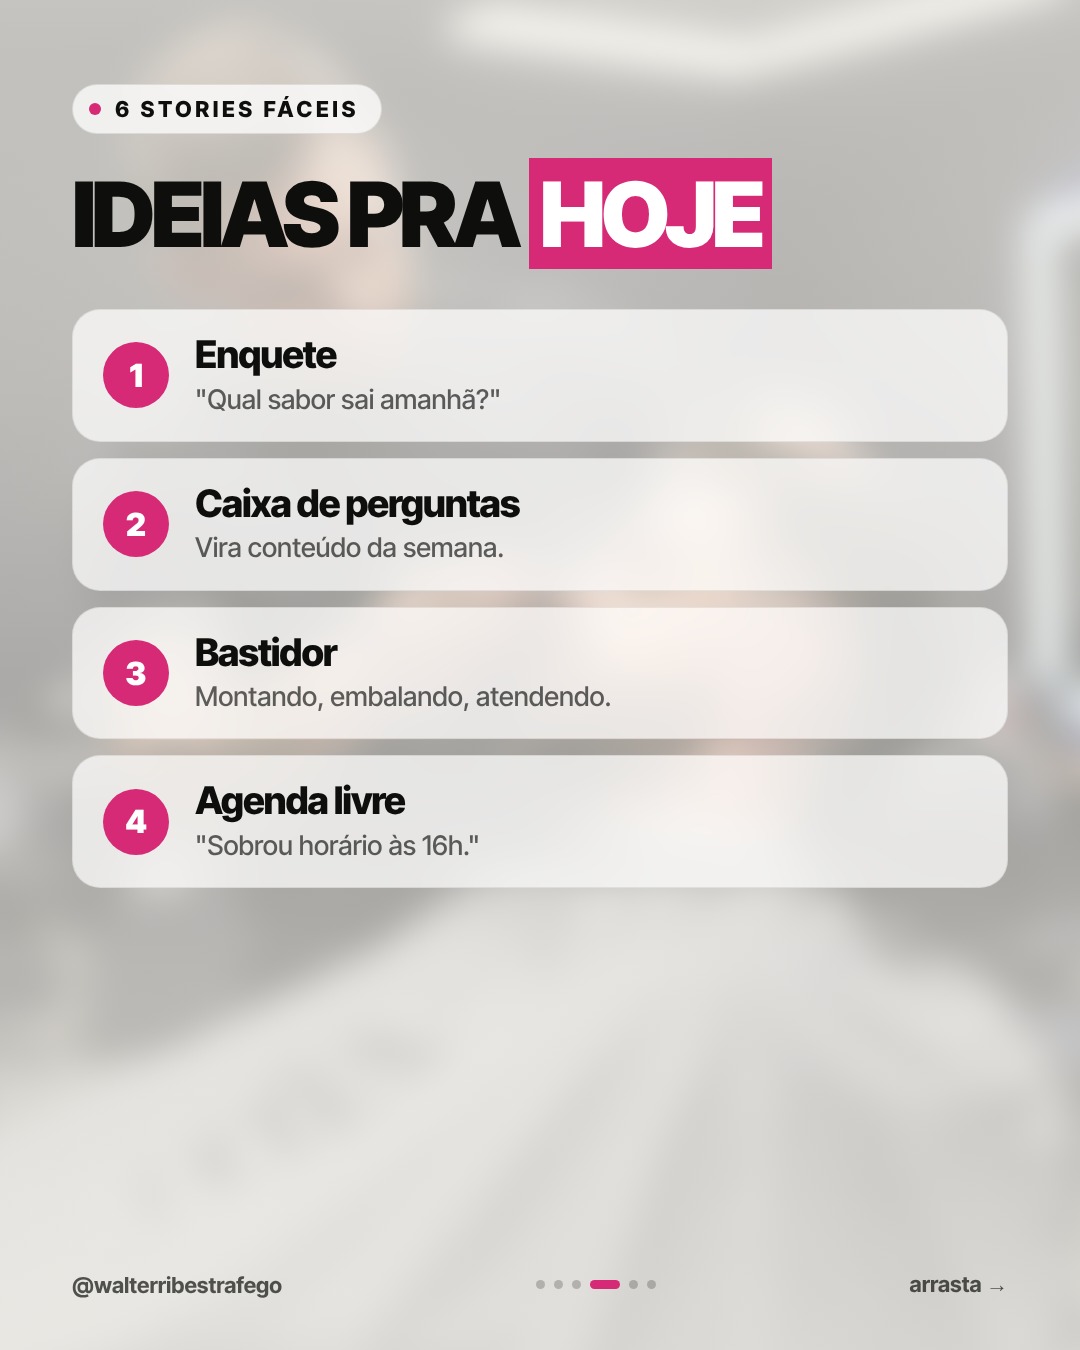 6 STORIES FÁCEIS
IDEIAS PRA HOJE
1
Enquete
"Qual sabor sai amanhã?"
2
Caixa de perguntas
Vira conteúdo da semana.
3
Bastidor
Montando, embalando, atendendo.
4
Agenda livre
"Sobrou horário às 16h."
@walterribestrafego
arrasta →